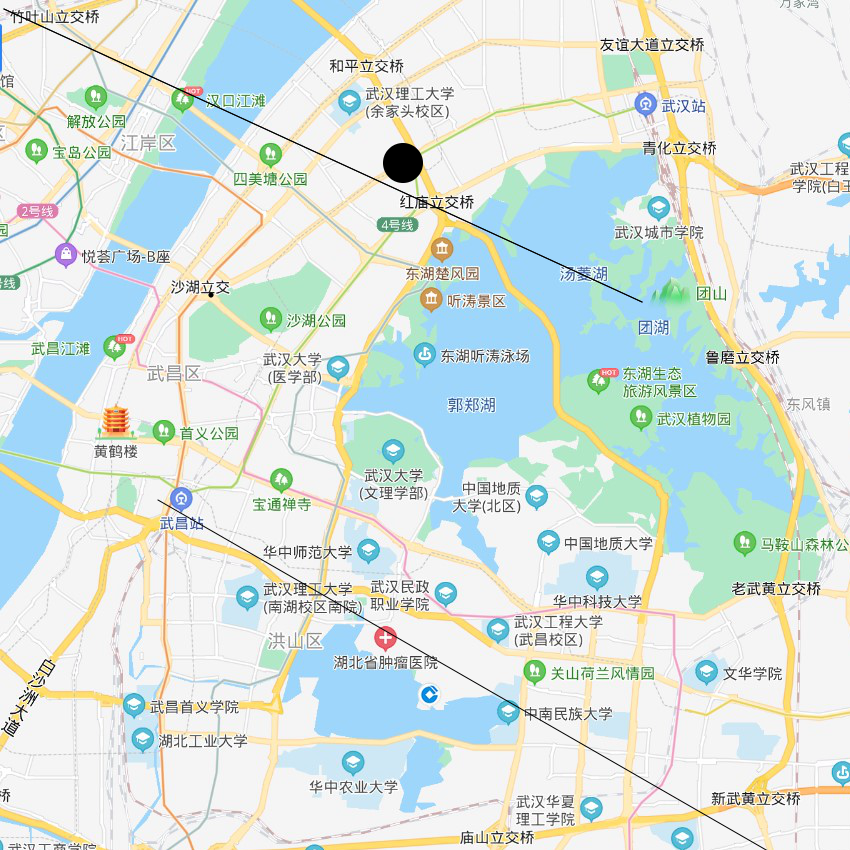 竹叶山立交桥
友谊大道立交桥
和平立交桥
馆
解放公园
HOT
汉口江滩
武汉理工大学
(余家头校区)
武汉站
江岸区
宝岛公园
四美塘公园
青化立交桥
武汉工程
学院(白
2号线
红庙立交桥
4号线
武汉城市学院
园
悦荟广场-B座
号线
东湖楚风园
汤菱湖
沙湖立交
听涛景区
团山
沙湖公园
团湖
HOT
武昌江滩
武汉大学
(医学部)
东湖听涛泳场
鲁磨立交桥
武昌区
HOT
东湖生态
旅游风景区
郭郑湖
东风镇
武汉植物园
首义公园
黄鹤楼
武汉大学
(文理学部)
宝通禅寺
中国地质
大学(北区)
武昌站
华中师范大学
中国地质大学
马鞍山森林公
武汉理工大学
(南湖校区南院)
武汉民政
职业学院
华中科技大学
老武黄立交桥
武汉工程大学
(武昌校区)
洪山区
湖北省肿瘤医院
关山荷兰风情园
文华学院
白沙洲大道
武昌首义学院
中南民族大学
湖北工业大学
华中农业大学
桥
武汉华夏
理工学院
新武黄立交桥
庙山立交桥
武汉工商学院